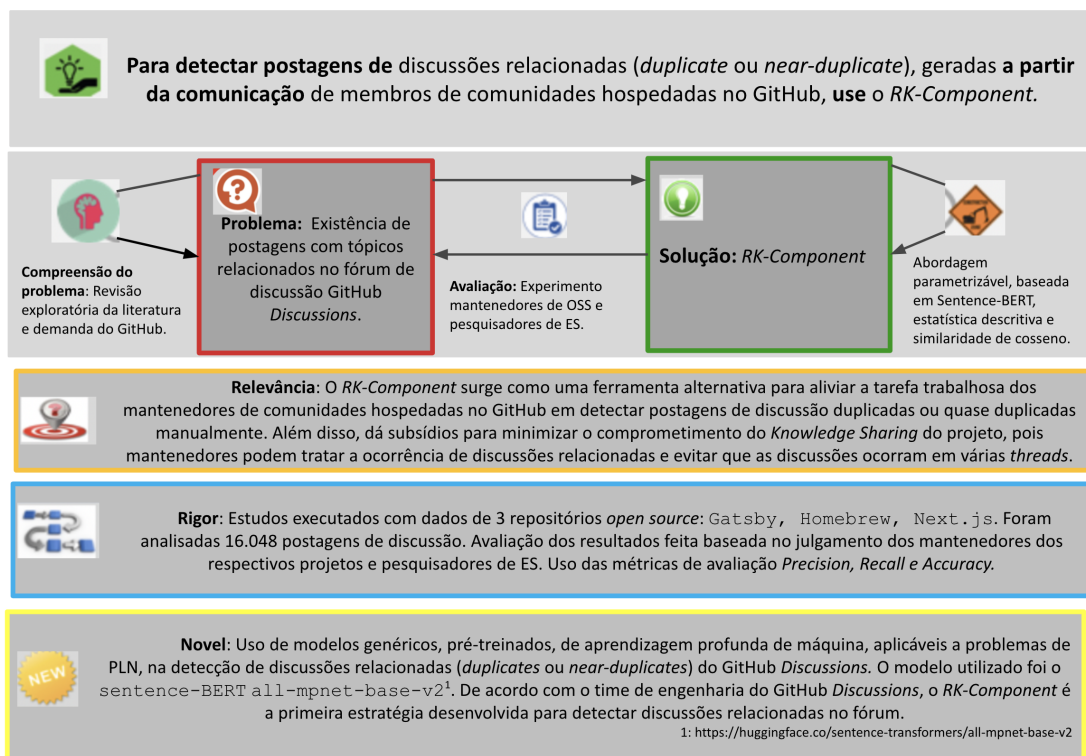 Para detectar postagens de discussões relacionadas (duplicate ou near-duplicate), geradas a partir
da comunicação de membros de comunidades hospedadas no GitHub, use o RK-Component.
Compreensão do
problema: Revisão
exploratória da literatura
e demanda do GitHub.
Problema: Existência de
postagens com tópicos
relacionados no fórum de
discussão GitHub
Discussions.
Avaliação: Experimento
mantenedores de OSS e
pesquisadores de ES.
Solução: RK-Component
Abordagem
parametrizável, baseada
em Sentence-BERT,
estatística descritiva e
similaridade de cosseno.
Relevância: O RK-Component surge como uma ferramenta alternativa para aliviar a tarefa trabalhosa dos
mantenedores de comunidades hospedadas no GitHub em detectar postagens de discussão duplicadas ou quase duplicadas
manualmente. Além disso, dá subsídios para minimizar o comprometimento do Knowledge Sharing do projeto, pois
mantenedores podem tratar a ocorrência de discussões relacionadas e evitar que as discussões ocorram em várias threads.
Rigor: Estudos executados com dados de 3 repositórios open source: Gatsby, Homebrew, Next.js. Foram
analisadas 16.048 postagens de discussão. Avaliação dos resultados feita baseada no julgamento dos mantenedores dos
respectivos projetos e pesquisadores de ES. Uso das métricas de avaliação Precision, Recall e Accuracy.
NEW
Novel: Uso de modelos genéricos, pré-treinados, de aprendizagem profunda de máquina, aplicáveis a problemas de
PLN, na detecção de discussões relacionadas (duplicates ou near-duplicates) do GitHub Discussions. O modelo utilizado foi o
sentence-BERT all-mpnet-base-v2¹. De acordo com o time de engenharia do GitHub Discussions, o RK-Component é
a primeira estratégia desenvolvida para detectar discussões relacionadas no fórum.
1: https://huggingface.co/sentence-transformers/all-mpnet-base-v2